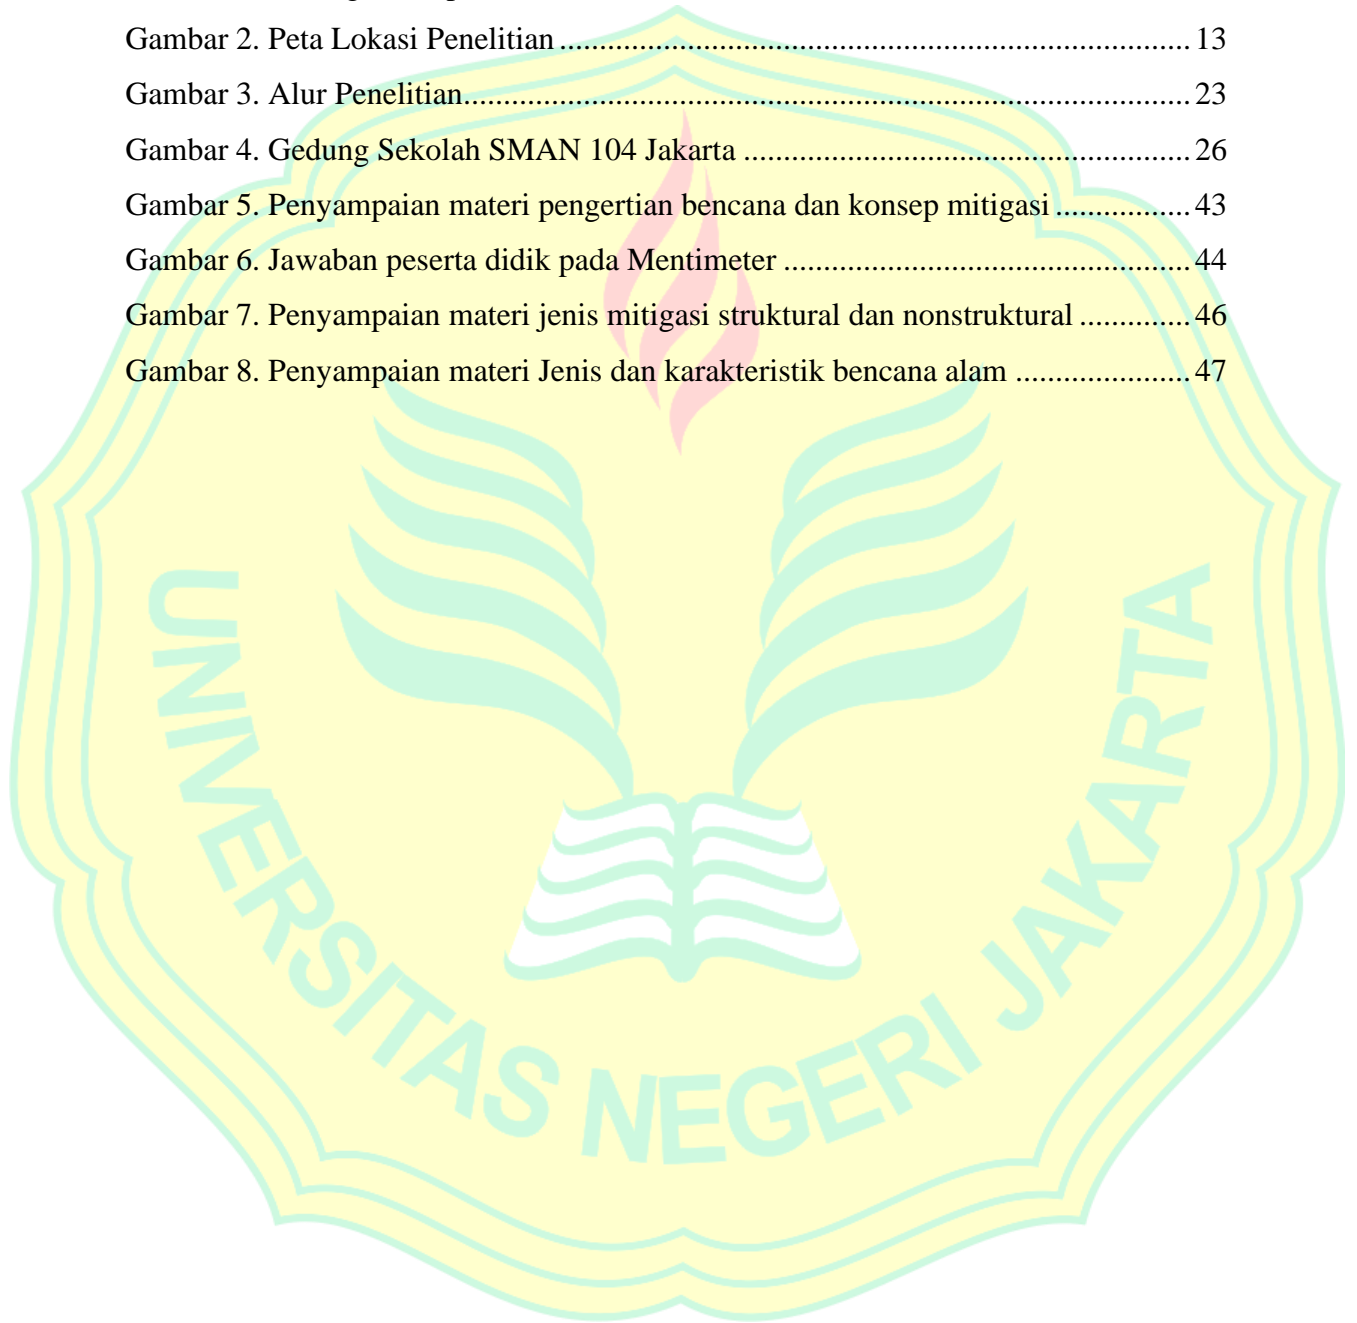 Gambar 2. Peta Lokasi Penelitian ........................................................................... 13
Gambar 3. Alur Penelitian........................................................................................ 23
Gambar 4. Gedung Sekolah SMAN 104 Jakarta ..................................................... 26
Gambar 5. Penyampaian materi pengertian bencana dan konsep mitigasi ................ 43
Gambar 6. Jawaban peserta didik pada Mentimeter ................................................ 44
Gambar 7. Penyampaian materi jenis mitigasi struktural dan nonstruktural ............. 46
Gambar 8. Penyampaian materi Jenis dan karakteristik bencana alam ..................... 47
UNIVERSITAS NEGERI JAKARTA